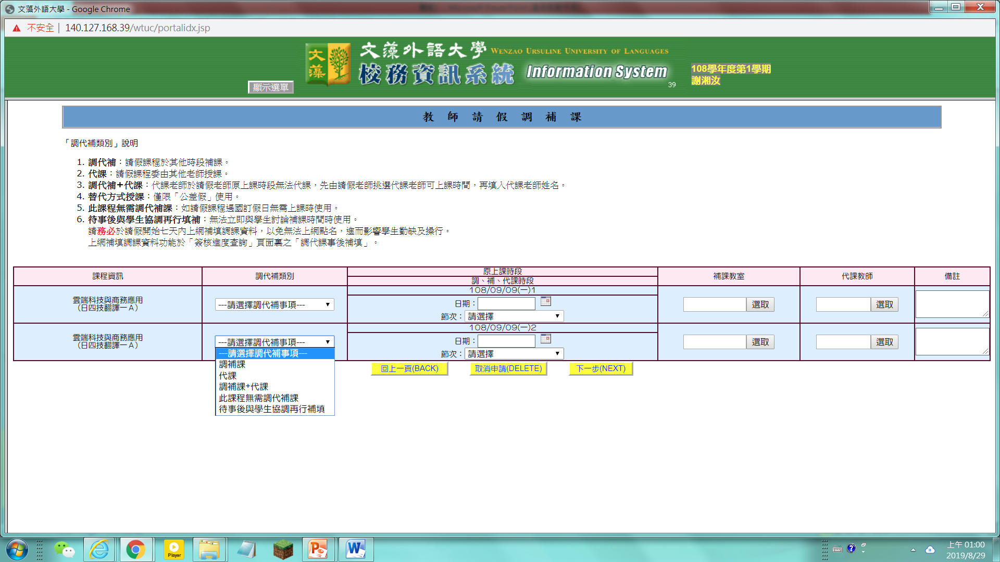 文藻外語大學 - Google Chrome
不安全 | 140.127.168.39/wtuc/portalidx.jsp
文藻
文藻外語大學 WENZAO URSULINE UNIVERSITY OF LANGUAGES
校務資訊系統 Information System
39
108學年度第1學期
謝湘汝
顯示選單
教 師 請 假 調 補 課
「調代補類別」說明
1. 調代補：請假課程於其他時段補課。
2. 代課：請假課程委由其他老師授課。
3. 調代補+代課：代課老師於請假老師原上課時段無法代課，先由請假老師挑選代課老師可上課時間，再填入代課老師姓名。
4. 替代方式授課：僅限「公差假」使用。
5. 此課程無需調代補課：如請假課程遇國訂假日無需上課時使用。
6. 待事後與學生協調再行填補：無法立即與學生討論補課時間時使用。
請務必於請假開始七天內上網補填調課資料，以免無法上網點名，進而影響學生勤缺及操行。
上網補填調課資料功能於「簽核進度查詢」頁面裏之「調代課事後補填」。
課程資訊 調代補類別 原上課時段 補課教室 代課教師 備註
調、補、代課時段
雲端科技與商務應用
（日四技翻譯一Ａ）
---請選擇調代補事項---
108/09/09(一)1
日期：
節次： 請選擇
選取 選取
雲端科技與商務應用
（日四技翻譯一Ａ）
---請選擇調代補事項---
108/09/09(一)2
日期：
節次： 請選擇
選取 選取
---請選擇調代補事項---
調補課
代課
調補課+代課
此課程無需調代補課
待事後與學生協調再行補填
回上一頁(BACK) 取消申請(DELETE) 下一步(NEXT)
Player
上午 01:00
2019/8/29